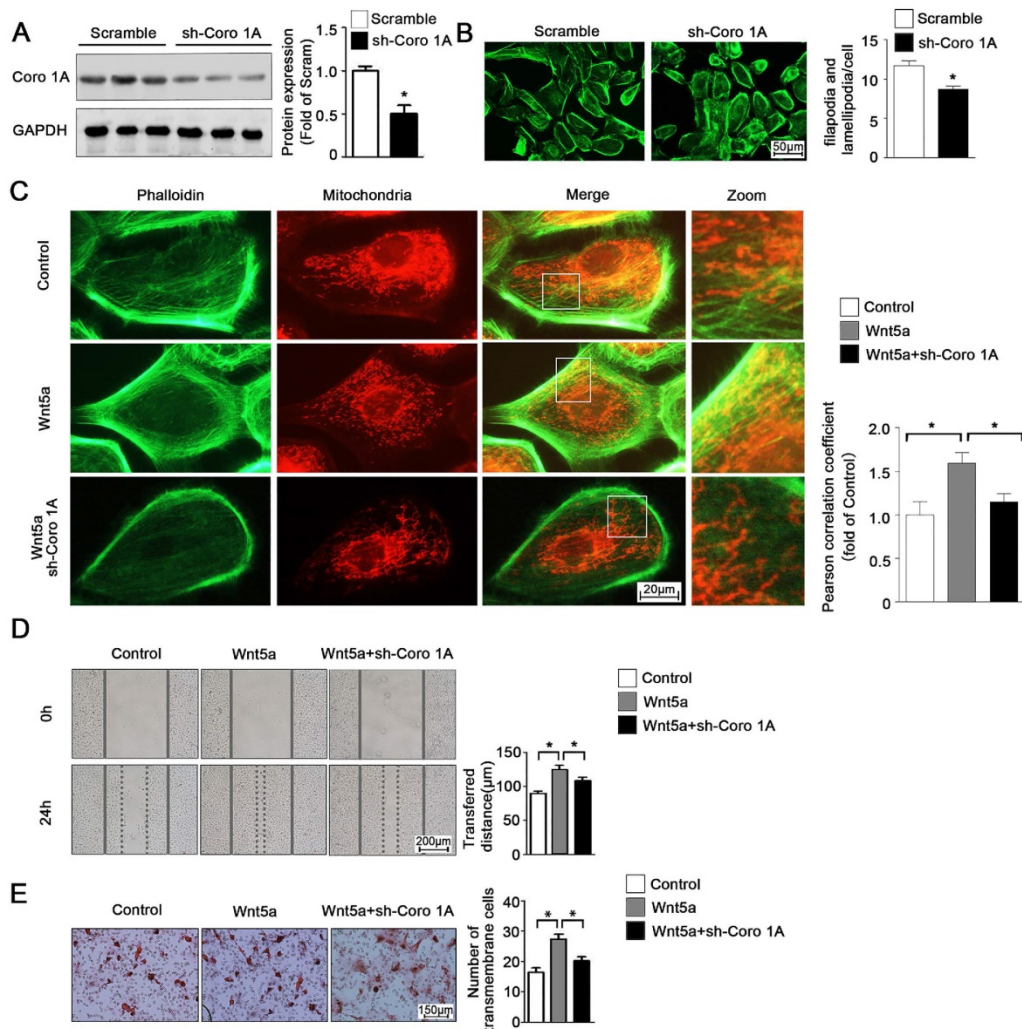 A
Scramble sh-Coro 1A
Coro 1A
GAPDH
Protein expression
(Fold of Scram)
1.5
1.0
0.5
0.0
Scramble
sh-Coro 1A
*
B
Scramble sh-Coro 1A
50μm
filapodia and
lamellipodia/cell
15
10
5
0
Scramble
sh-Coro 1A
*
C
Phalloidin Mitochondria Merge Zoom
Control
Wnt5a
Wnt5a
sh-Coro 1A
20μm
Control
Wnt5a
Wnt5a+sh-Coro 1A
Pearson correlation coefficient
(fold of Control)
2.0
1.5
1.0
0.5
0
* *
D
Control Wnt5a Wnt5a+sh-Coro 1A
0h
24h
200μm
Control
Wnt5a
Wnt5a+sh-Coro 1A
Transferred
distance(μm)
150
100
50
0
* *
E
Control Wnt5a Wnt5a+sh-Coro 1A
150μm
Number of
transmembrane cells
40
30
20
10
0
* *
Control
Wnt5a
Wnt5a+sh-Coro 1A